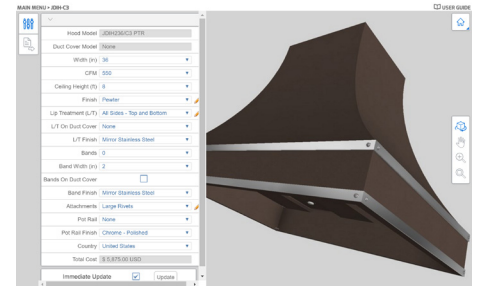 MAIN MENU > JDIH-C3
USER GUIDE
Hood Model JDIH236/C3 PTR
Duct Cover Model None
Width (in) 36
CFM 550
Ceiling Height (ft) 8
Finish Pewter
Lip Treatment (L/T) All Sides - Top and Bottom
L/T On Duct Cover None
L/T Finish Mirror Stainless Steel
Bands 0
Band Width (in) 2
Bands On Duct Cover
Band Finish Mirror Stainless Steel
Attachments Large Rivets
Pot Rail None
Pot Rail Finish Chrome - Polished
Country United States
Total Cost $ 5,875.00 USD
Immediate Update Update